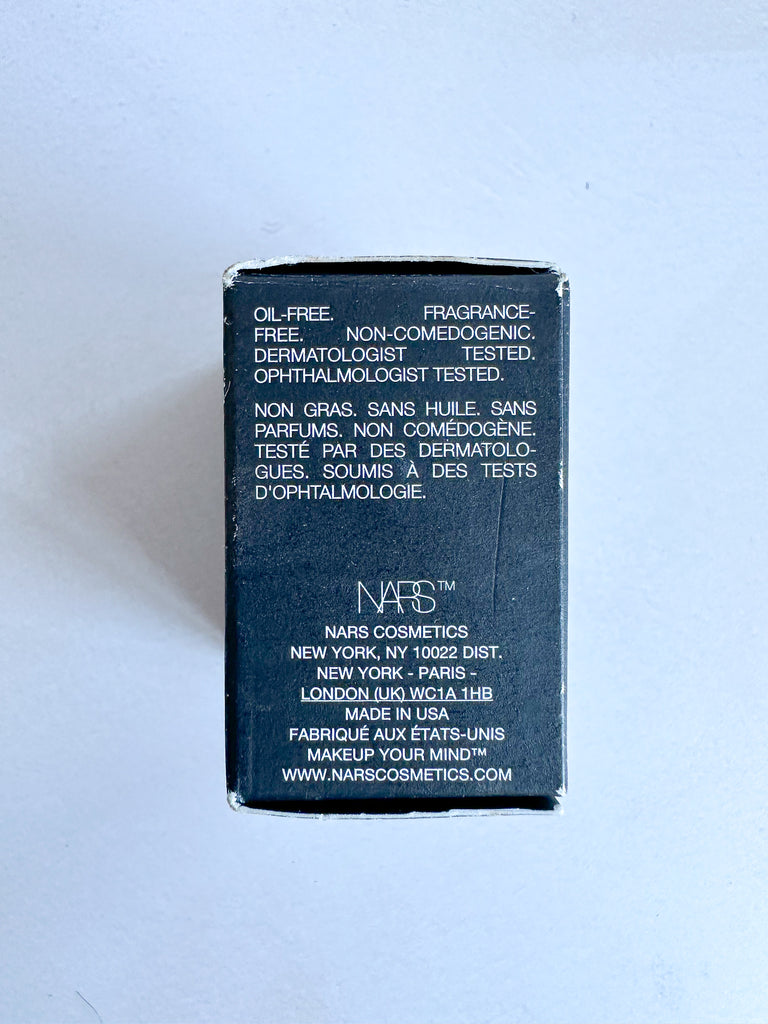 OIL-FREE. FRAGRANCE-
FREE. NON-COMEDOGENIC.
DERMATOLOGIST TESTED.
OPHTHALMOLOGIST TESTED.
NON GRAS. SANS HUILE. SANS
PARFUMS. NON COMÉDOGÈNE.
TESTÉ PAR DES DERMATOLO-
GUES. SOUMIS À DES TESTS
D'OPHTALMOLOGIE.
NARS™
NARS COSMETICS
NEW YORK, NY 10022 DIST.
NEW YORK - PARIS -
LONDON (UK) WC1A 1HB
MADE IN USA
FABRIQUÉ AUX ÉTATS-UNIS
MAKEUP YOUR MIND™
WWW.NARSCOSMETICS.COM